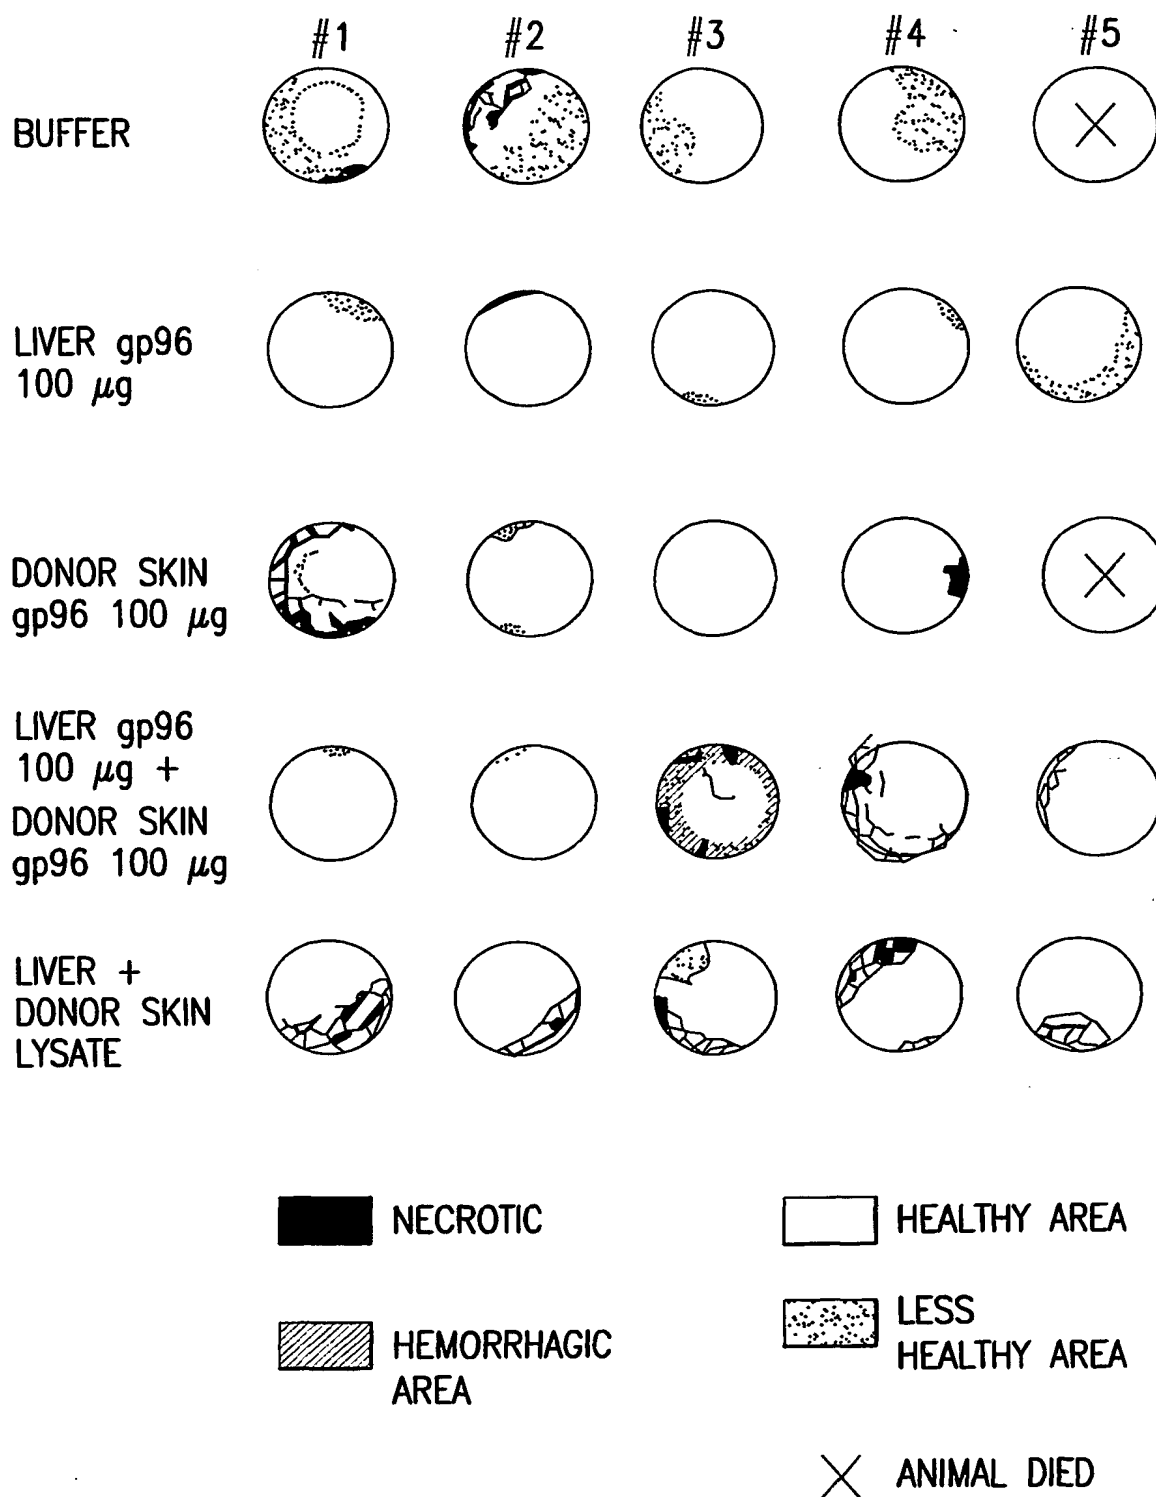 #1 #2 #3 #4 #5
BUFFER
LIVER gp96
100 μg
DONOR SKIN
gp96 100 μg
LIVER gp96
100 μg +
DONOR SKIN
gp96 100 μg
LIVER +
DONOR SKIN
LYSATE
NECROTIC
HEALTHY AREA
HEMORRHAGIC
AREA
LESS
HEALTHY AREA
ANIMAL DIED